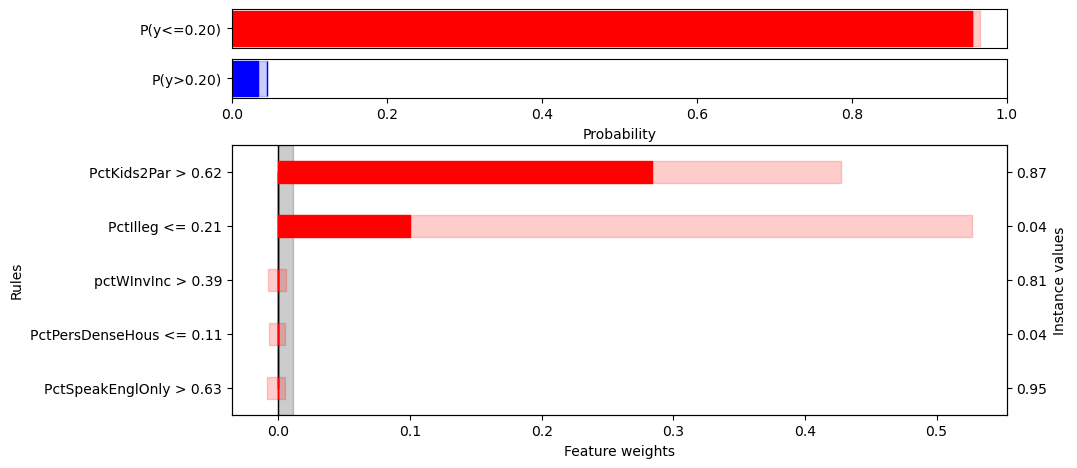 P(y<=0.20)
P(y>0.20)
0.0 0.2 0.4 0.6 0.8 1.0
Probability
PctKids2Par > 0.62 0.87
PctIlleg <= 0.21 0.04
pctWInvInc > 0.39 0.81
PctPersDenseHous <= 0.11 0.04
PctSpeakEnglOnly > 0.63 0.95
Rules
Instance values
0.0 0.1 0.2 0.3 0.4 0.5
Feature weights